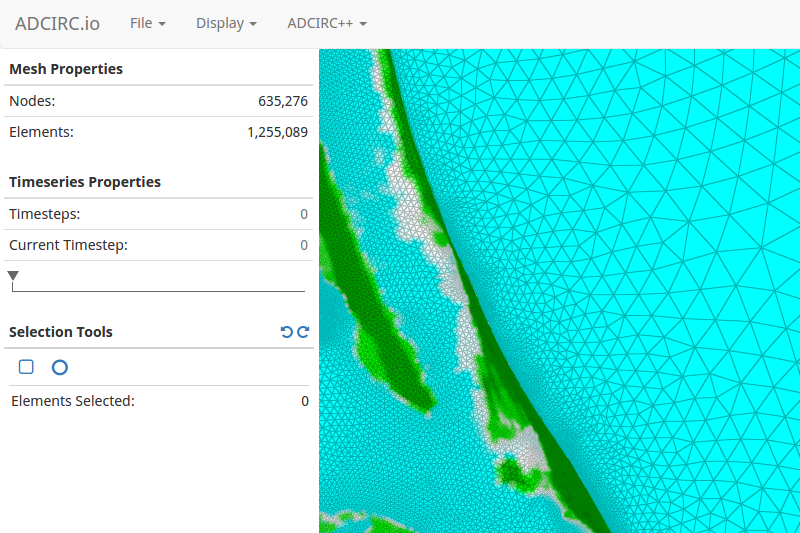 ADCIRC.io File Display ADCIRC++
Mesh Properties
Nodes: 635,276
Elements: 1,255,089
Timeseries Properties
Timesteps: 0
Current Timestep: 0
Selection Tools
Elements Selected: 0